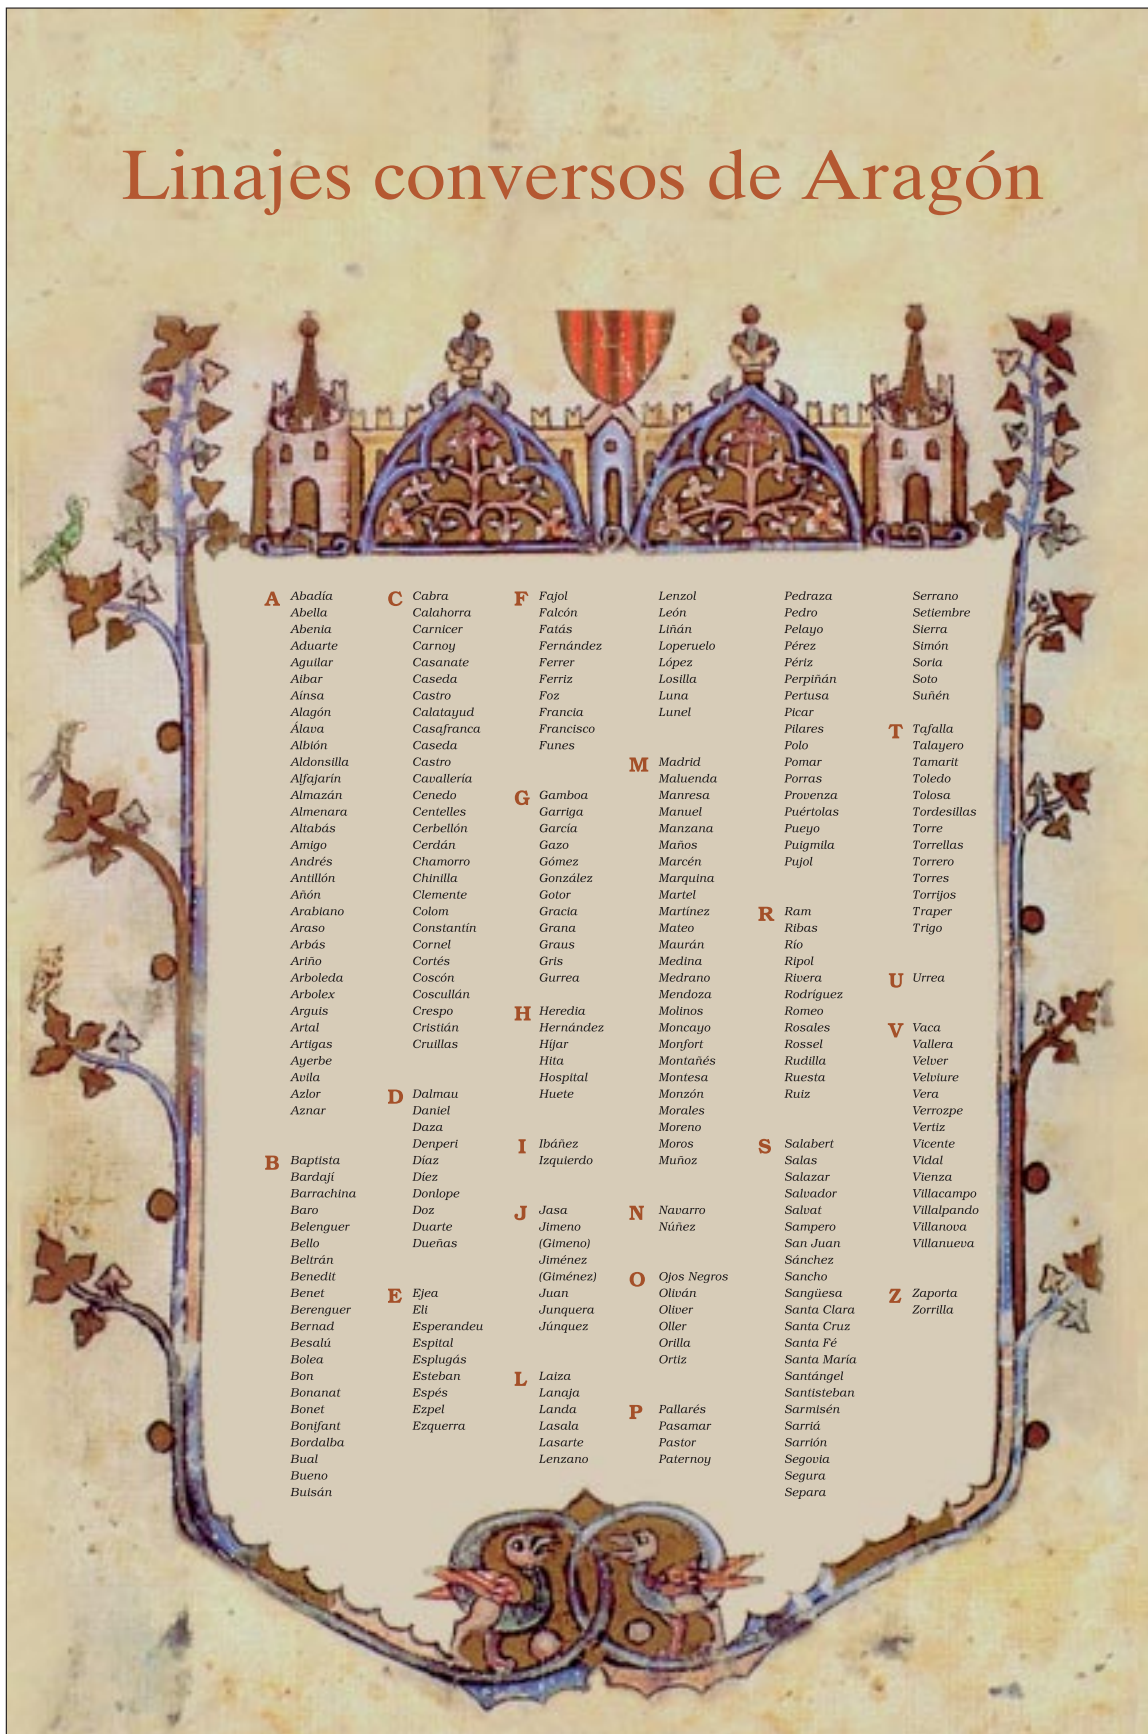 Linajes conversos de Aragón
A Abadía
Abella
Abenia
Aduarte
Aguilar
Aibar
Aínsa
Alagón
Álava
Albión
Aldonsilla
Alfajarín
Almazán
Almenara
Altabás
Amigo
Andrés
Antillón
Añón
Arabiano
Araso
Arbás
Ariño
Arboleda
Arbolex
Arguis
Artal
Artigas
Ayerbe
Avila
Azlor
Aznar
B Baptista
Bardají
Barrachina
Baro
Belenguer
Bello
Beltrán
Benedit
Benet
Berenguer
Bernad
Besalú
Bolea
Bon
Bonanat
Bonet
Bonifant
Bordalba
Bual
Bueno
Buisán
C Cabra
Calahorra
Carnicer
Carnoy
Casanate
Caseda
Castro
Calatayud
Casafranca
Caseda
Castro
Cavallería
Cenedo
Centelles
Cerbellón
Cerdán
Chamorro
Chinilla
Clemente
Colom
Constantín
Cornel
Cortés
Coscón
Coscullán
Crespo
Cristián
Cruillas
D Dalmau
Daniel
Daza
Denperi
Díaz
Díez
Donlope
Doz
Duarte
Dueñas
E Ejea
Eli
Esperandeu
Espital
Esplugás
Esteban
Espés
Ezpel
Ezquerra
F Fajol
Falcón
Fatás
Fernández
Ferrer
Ferriz
Foz
Francia
Francisco
Funes
G Gamboa
Garriga
García
Gazo
Gómez
González
Gotor
Gracia
Grana
Graus
Gris
Gurrea
H Heredia
Hernández
Híjar
Hita
Hospital
Huete
I Ibáñez
Izquierdo
J Jasa
Jimeno
(Gimeno)
Jiménez
(Giménez)
Juan
Junquera
Júnquez
L Laiza
Lanaja
Landa
Lasala
Lasarte
Lenzano
Lenzol
León
Liñán
Loperuelo
López
Losilla
Luna
Lunel
M Madrid
Maluenda
Manresa
Manuel
Manzana
Maños
Marcén
Marquina
Martel
Martínez
Mateo
Maurán
Medina
Medrano
Mendoza
Molinos
Moncayo
Monfort
Montañés
Montesa
Monzón
Morales
Moreno
Moros
Muñoz
N Navarro
Núñez
O Ojos Negros
Oliván
Oliver
Oller
Orilla
Ortiz
P Pallarés
Pasamar
Pastor
Paternoy
Pedraza
Pedro
Pelayo
Pérez
Périz
Perpiñán
Pertusa
Picar
Pilares
Polo
Pomar
Porras
Provenza
Puértolas
Pueyo
Puigmila
Pujol
R Ram
Ribas
Río
Ripol
Rivera
Rodríguez
Romeo
Rosales
Rossel
Rudilla
Ruesta
Ruiz
S Salabert
Salas
Salazar
Salvador
Salvat
Sampero
San Juan
Sánchez
Sancho
Sangüesa
Santa Clara
Santa Cruz
Santa Fé
Santa María
Santángel
Santisteban
Sarmisén
Sarriá
Sarrión
Segovia
Segura
Separa
Serrano
Setiembre
Sierra
Simón
Soria
Soto
Suñén
T Tafalla
Talayero
Tamarit
Toledo
Tolosa
Tordesillas
Torre
Torrellas
Torrero
Torres
Torrijos
Traper
Trigo
U Urrea
V Vaca
Vallera
Velver
Velviure
Vera
Verrozpe
Vertiz
Vicente
Vidal
Vienza
Villacampo
Villalpando
Villanova
Villanueva
Z Zaporta
Zorrilla